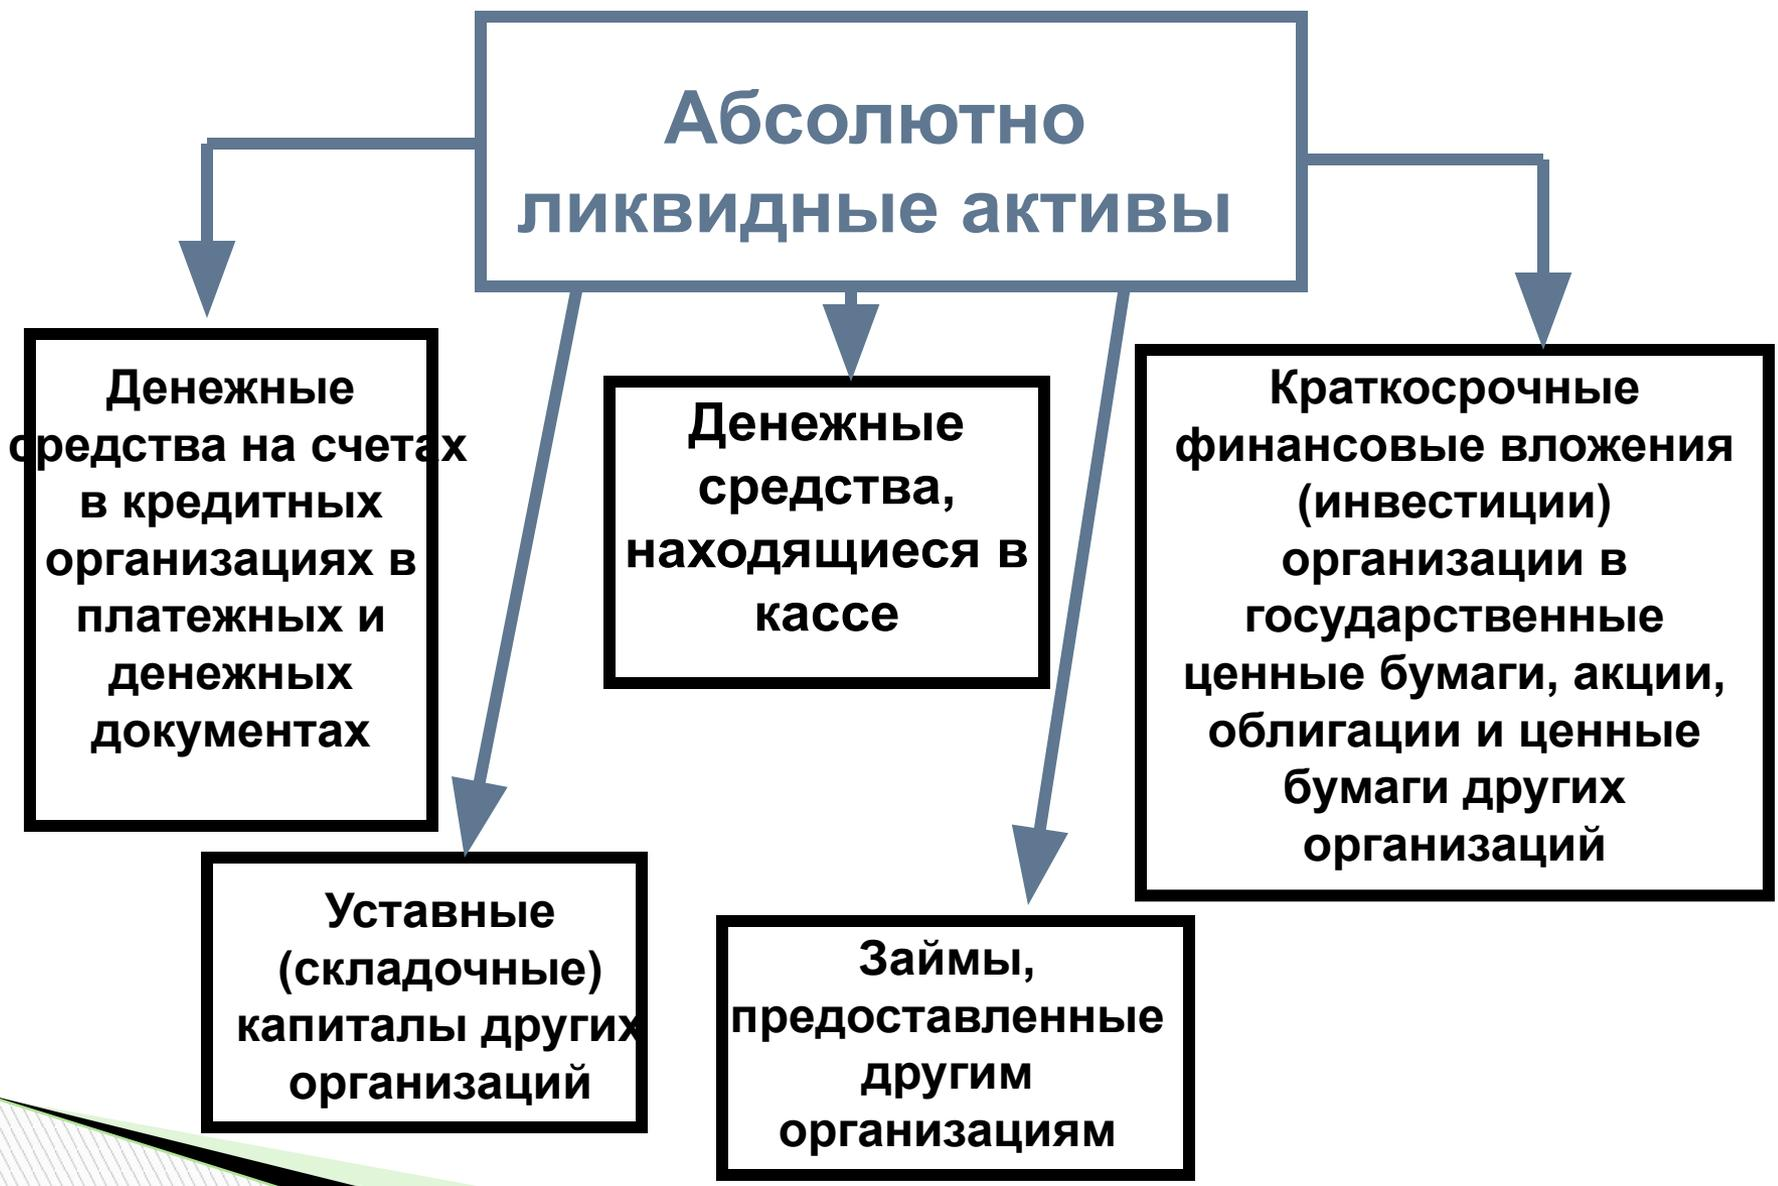 Абсолютно
ликвидные активы
Денежные
средства на счетах
в кредитных
организациях в
платежных и
денежных
документах
Денежные
средства,
находящиеся в
кассе
Краткосрочные
финансовые вложения
(инвестиции)
организации в
государственные
ценные бумаги, акции,
облигации и ценные
бумаги других
организаций
Уставные
(складочные)
капиталы других
организаций
Займы,
предоставленные
другим
организациям